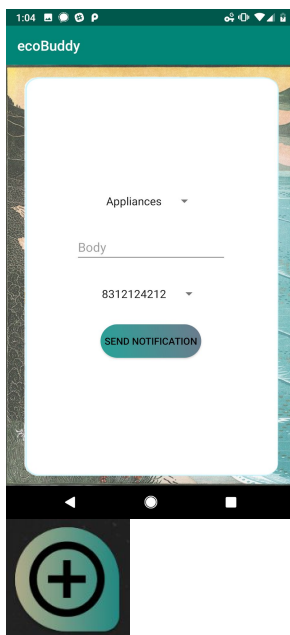 1:04
ecoBuddy
Appliances
Body
8312124212
SEND NOTIFICATION